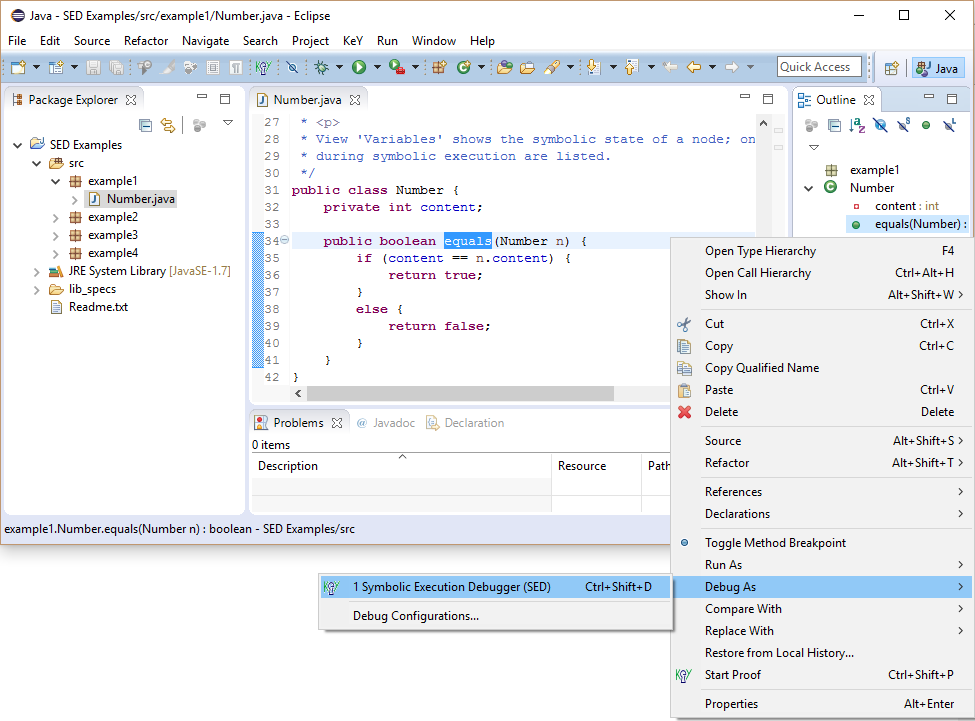 Java - SED Examples/src/example1/Number.java - Eclipse
File Edit Source Refactor Navigate Search Project KeY Run Window Help
Quick Access Java
Package Explorer
SED Examples
src
example1
Number.java
example2
example3
example4
JRE System Library [JavaSE-1.7]
lib_specs
Readme.txt
Number.java
27 * <p>
28 * View 'Variables' shows the symbolic state of a node; on
29 * during symbolic execution are listed.
30 */
31 public class Number {
32 private int content;
33
34 public boolean equals(Number n) {
35 if (content == n.content) {
36 return true;
37 }
38 else {
39 return false;
40 }
41 }
42 }
Problems @ Javadoc Declaration
0 items
Description Resource Path
Outline
example1
Number
content : int
equals(Number) :
example1.Number.equals(Number n) : boolean - SED Examples/src
Open Type Hierarchy F4
Open Call Hierarchy Ctrl+Alt+H
Show In Alt+Shift+W >
Cut Ctrl+X
Copy Ctrl+C
Copy Qualified Name
Paste Ctrl+V
Delete Delete
Source Alt+Shift+S >
Refactor Alt+Shift+T >
References >
Declarations >
Toggle Method Breakpoint
Run As >
Debug As >
Compare With >
Replace With >
Restore from Local History...
KeY Start Proof Ctrl+Shift+P
Properties Alt+Enter
KeY 1 Symbolic Execution Debugger (SED) Ctrl+Shift+D
Debug Configurations...